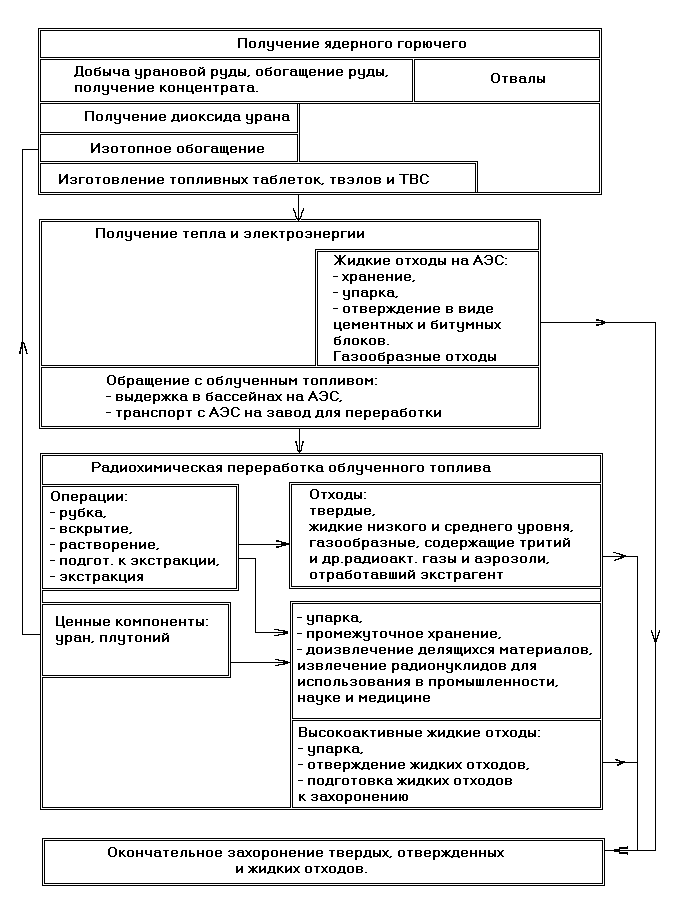 Получение ядерного горючего
Добыча урановой руды, обогащение руды,
получение концентрата.
Отвалы
Получение диоксида урана
Изотопное обогащение
Изготовление топливных таблеток, твэлов и ТВС
Получение тепла и электроэнергии
Жидкие отходы на АЭС:
- хранение,
- упарка,
- отверждение в виде
цементных и битумных
блоков.
Газообразные отходы
Обращение с облученным топливом:
- выдержка в бассейнах на АЭС,
- транспорт с АЭС на завод для переработки
Радиохимическая переработка облученного топлива
Операции:
- рубка,
- вскрытие,
- растворение,
- подгот. к экстракции,
- экстракция
Отходы:
твердые,
жидкие низкого и среднего уровня,
газообразные, содержащие тритий
и др.радиоакт. газы и аэрозоли,
отработавший экстрагент
Ценные компоненты:
уран, плутоний
- упарка,
- промежуточное хранение,
- доизвлечение делящихся материалов,
извлечение радионуклидов для
использования в промышленности,
науке и медицине
Высокоактивные жидкие отходы:
- упарка,
- отверждение жидких отходов,
- подготовка жидких отходов
к захоронению
Окончательное захоронение твердых, отвержденных
и жидких отходов.